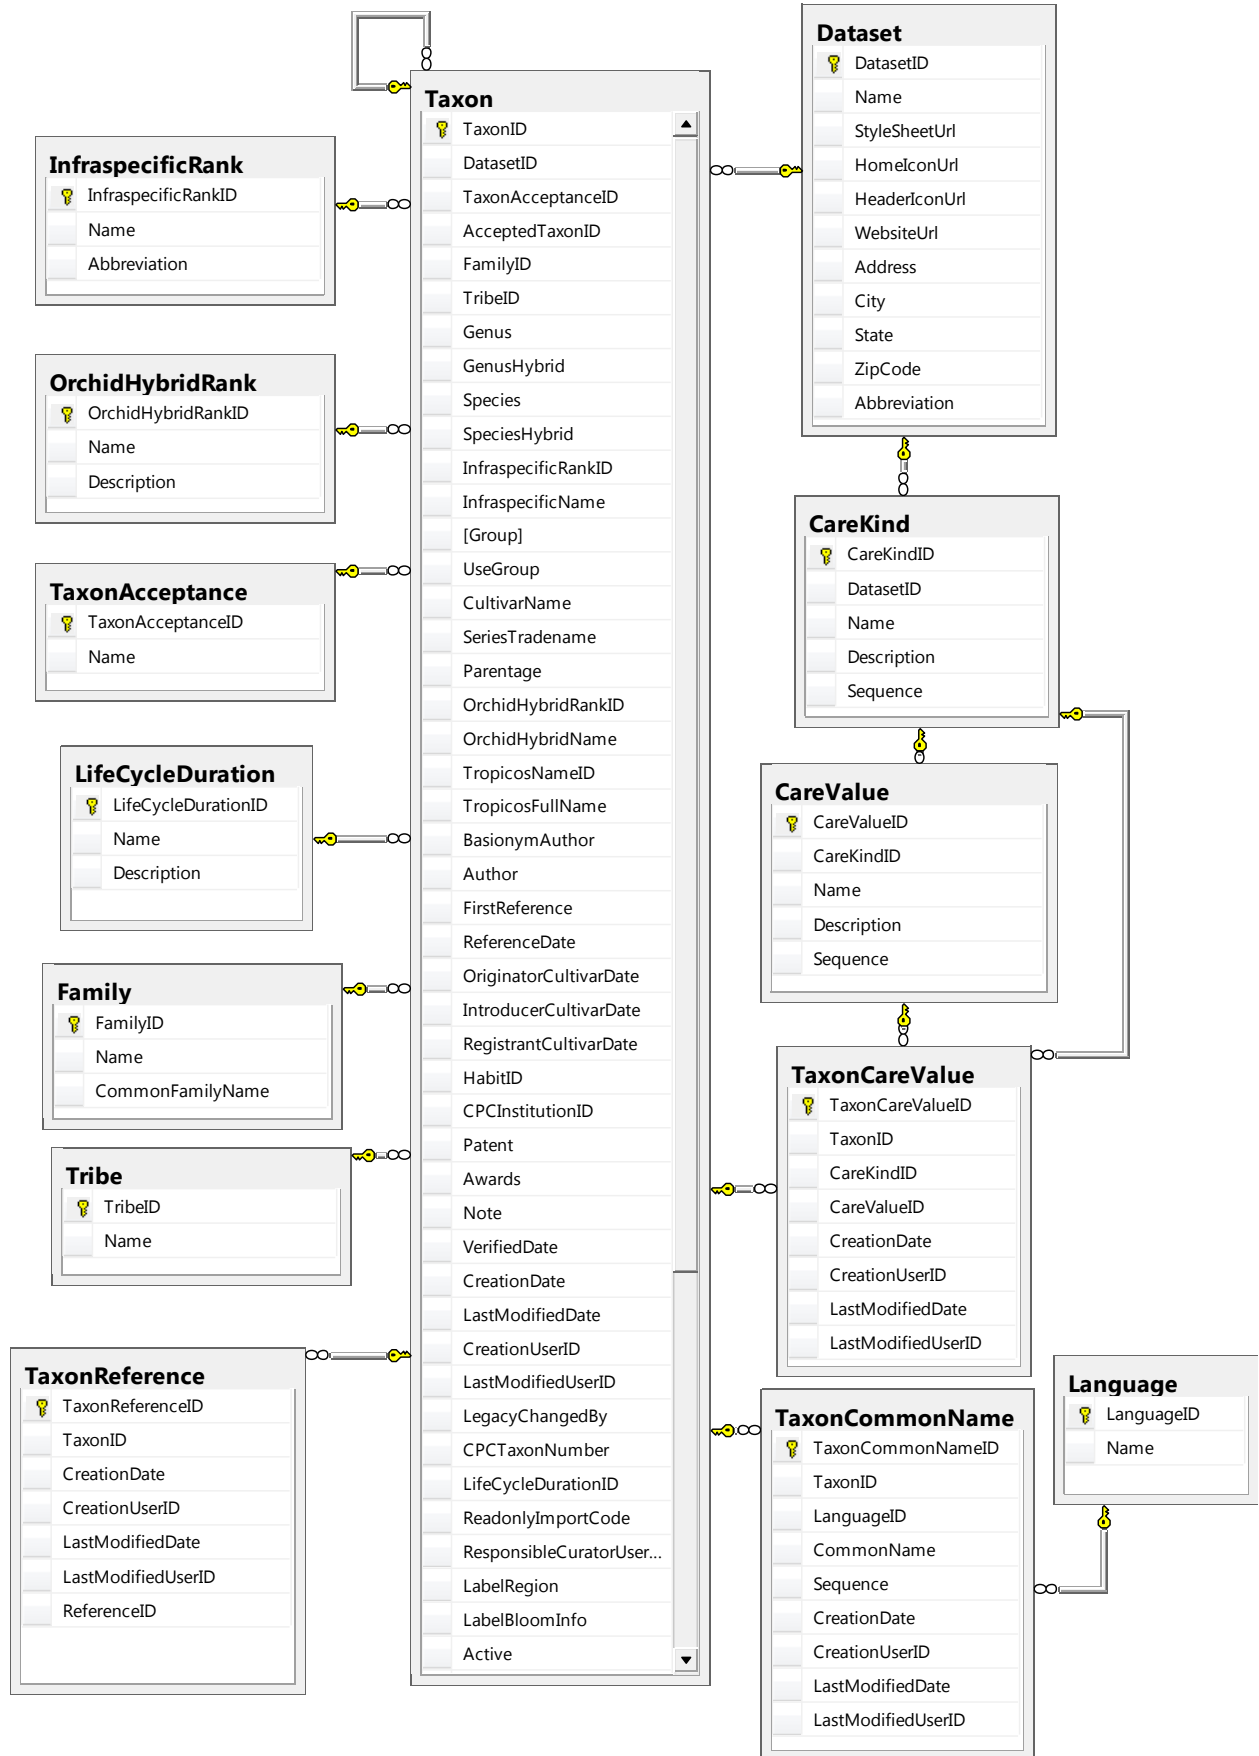 Taxon
TaxonID
DatasetID
TaxonAcceptanceID
AcceptedTaxonID
FamilyID
TribeID
Genus
GenusHybrid
Species
SpeciesHybrid
InfraspecificRankID
InfraspecificName
[Group]
UseGroup
CultivarName
SeriesTradename
Parentage
OrchidHybridRankID
OrchidHybridName
TropicosNameID
TropicosFullName
BasionymAuthor
Author
FirstReference
ReferenceDate
OriginatorCultivarDate
IntroducerCultivarDate
RegistrantCultivarDate
HabitID
CPCInstitutionID
Patent
Awards
Note
VerifiedDate
CreationDate
LastModifiedDate
CreationUserID
LastModifiedUserID
LegacyChangedBy
CPCTaxonNumber
LifeCycleDurationID
ReadonlyImportCode
ResponsibleCuratorUser...
LabelRegion
LabelBloomInfo
Active
InfraspecificRank
InfraspecificRankID
Name
Abbreviation
OrchidHybridRank
OrchidHybridRankID
Name
Description
TaxonAcceptance
TaxonAcceptanceID
Name
LifeCycleDuration
LifeCycleDurationID
Name
Description
Family
FamilyID
Name
CommonFamilyName
Tribe
TribeID
Name
TaxonReference
TaxonReferenceID
TaxonID
CreationDate
CreationUserID
LastModifiedDate
LastModifiedUserID
ReferenceID
Dataset
DatasetID
Name
StyleSheetUrl
HomeIconUrl
HeaderIconUrl
WebsiteUrl
Address
City
State
ZipCode
Abbreviation
CareKind
CareKindID
DatasetID
Name
Description
Sequence
CareValue
CareValueID
CareKindID
Name
Description
Sequence
TaxonCareValue
TaxonCareValueID
TaxonID
CareKindID
CareValueID
CreationDate
CreationUserID
LastModifiedDate
LastModifiedUserID
TaxonCommonName
TaxonCommonNameID
TaxonID
LanguageID
CommonName
Sequence
CreationDate
CreationUserID
LastModifiedDate
LastModifiedUserID
Language
LanguageID
Name